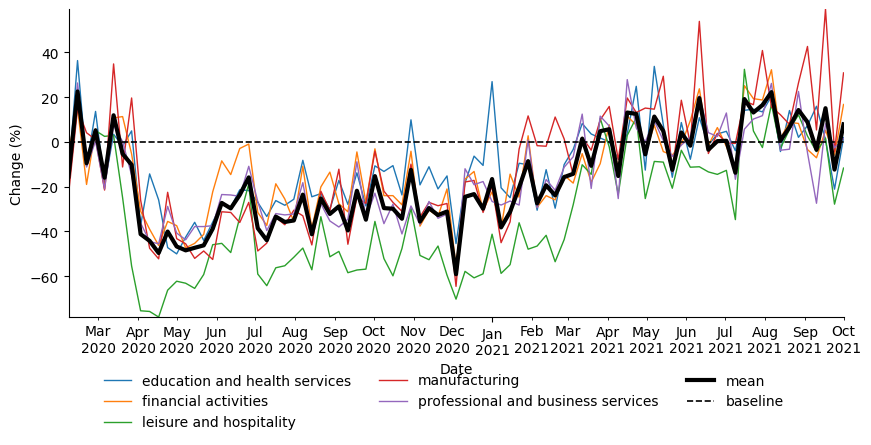 Change (%)
40
20
0
−20
−40
−60
Mar Apr May Jun Jul Aug Sep Oct Nov Dec Jan Feb Mar Apr May Jun Jul Aug Sep Oct
2020 2020 2020 2020 2020 2020 2020 2020 2020 2020 2021 2021 2021 2021 2021 2021 2021 2021 2021 2021
Date
education and health services
financial activities
leisure and hospitality
manufacturing
professional and business services
mean
baseline